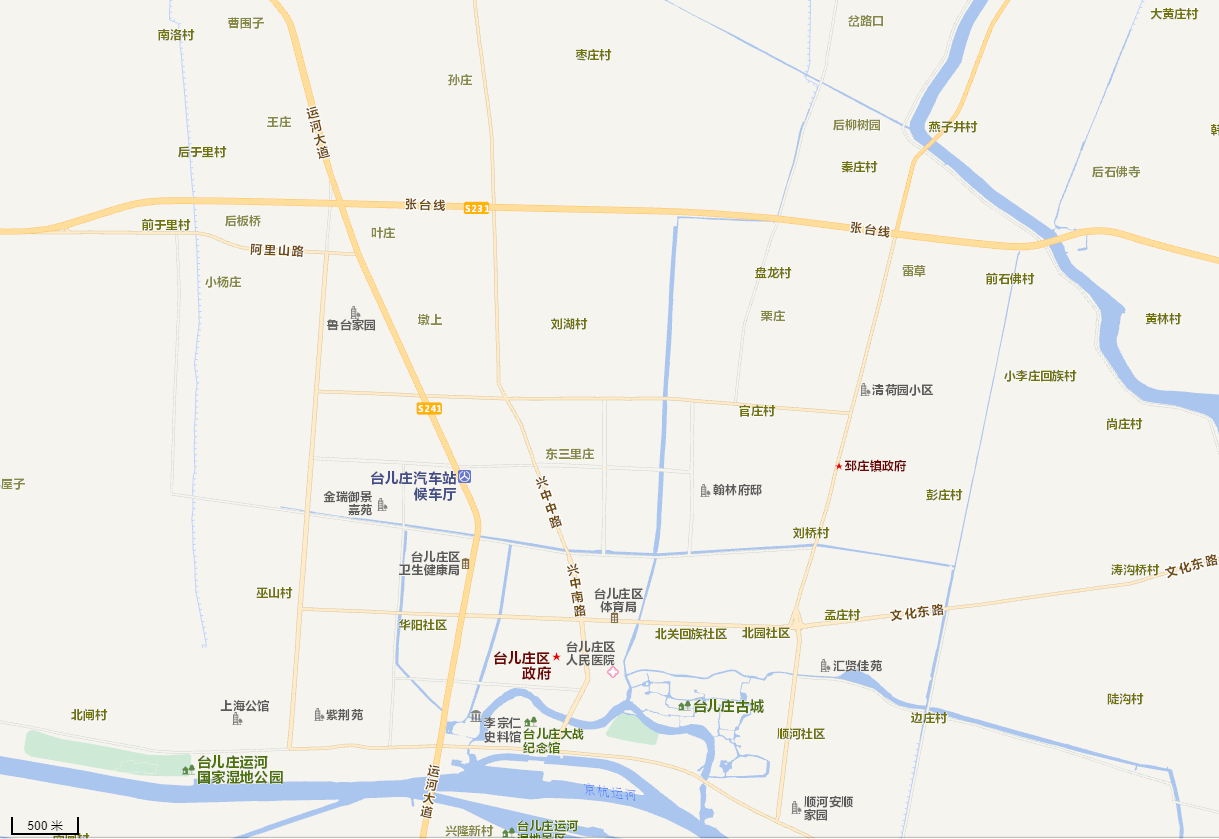 大黄庄村
曹围子
岔路口
南洛村
枣庄村
孙庄
运河大道
王庄
后柳树园
燕子井村
韩
后于里村
秦庄村
后石佛寺
张台线
S231
前于里村
后板桥
叶庄
张台线
阿里山路
盘龙村
雷草
前石佛村
小杨庄
鲁台家园
墩上
刘湖村
栗庄
黄林村
小李庄回族村
清荷园小区
S241
官庄村
尚庄村
东三里庄
邳庄镇政府
台儿庄汽车站
候车厅
屋子
兴中中路
翰林府邸
彭庄村
金瑞御景
嘉苑
刘桥村
台儿庄区
卫生健康局
涛沟桥村
文化东路
兴中南路
巫山村
台儿庄区
体育局
孟庄村
文化东路
华阳社区
北关回族社区
北园社区
台儿庄区
人民医院
台儿庄区
政府
汇贤佳苑
陡沟村
上海公馆
台儿庄古城
北闸村
紫荆苑
李宗仁
史料馆
边庄村
台儿庄大战
纪念馆
顺河社区
台儿庄运河
国家湿地公园
运河大道
京杭运河
顺河安顺
家园
500 米
兴隆新村
台儿庄运河